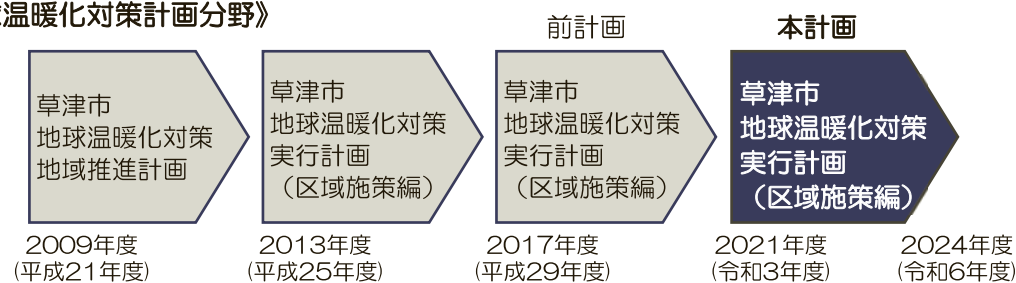 温暖化対策計画分野》
前計画
本計画
草津市
地球温暖化対策
地域推進計画
草津市
地球温暖化対策
実行計画
（区域施策編）
草津市
地球温暖化対策
実行計画
（区域施策編）
草津市
地球温暖化対策
実行計画
（区域施策編）
2009年度
(平成21年度)
2013年度
(平成25年度)
2017年度
(平成29年度)
2021年度
(令和3年度)
2024年度
(令和6年度)